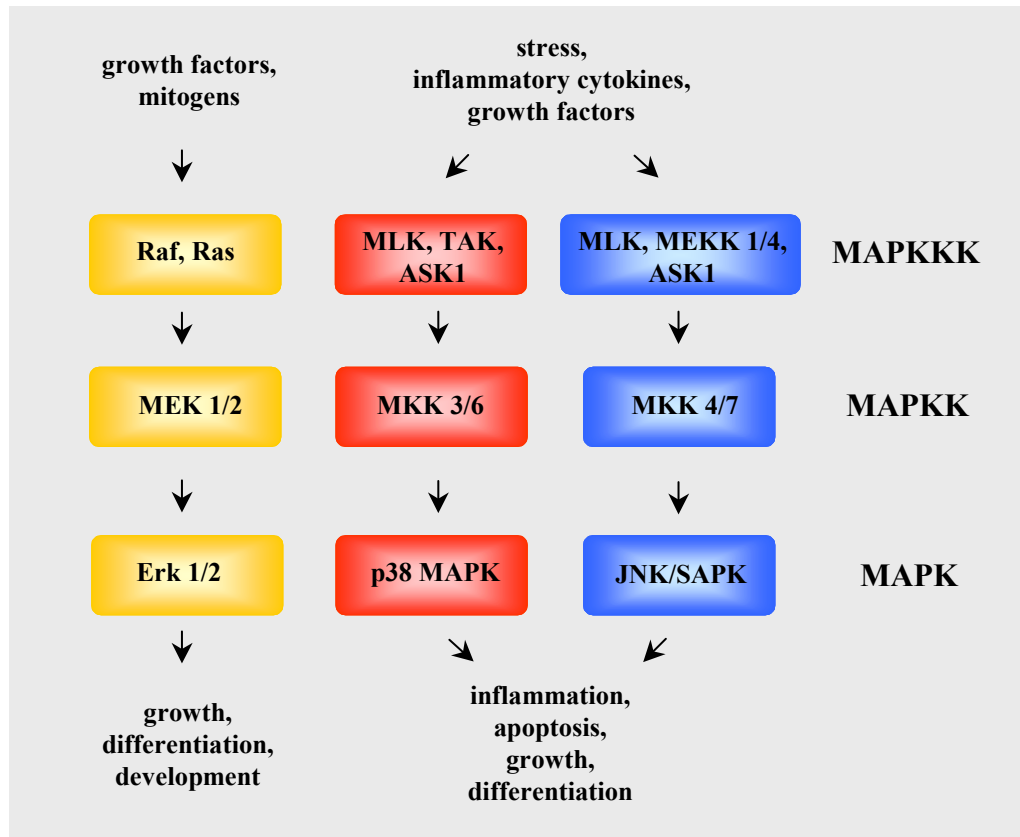 growth factors,
mitogens
stress,
inflammatory cytokines,
growth factors
Raf, Ras
MLK, TAK,
ASK1
MLK, MEKK 1/4,
ASK1
MAPKKK
MEK 1/2
MKK 3/6
MKK 4/7
MAPKK
Erk 1/2
p38 MAPK
JNK/SAPK
MAPK
growth,
differentiation,
development
inflammation,
apoptosis,
growth,
differentiation